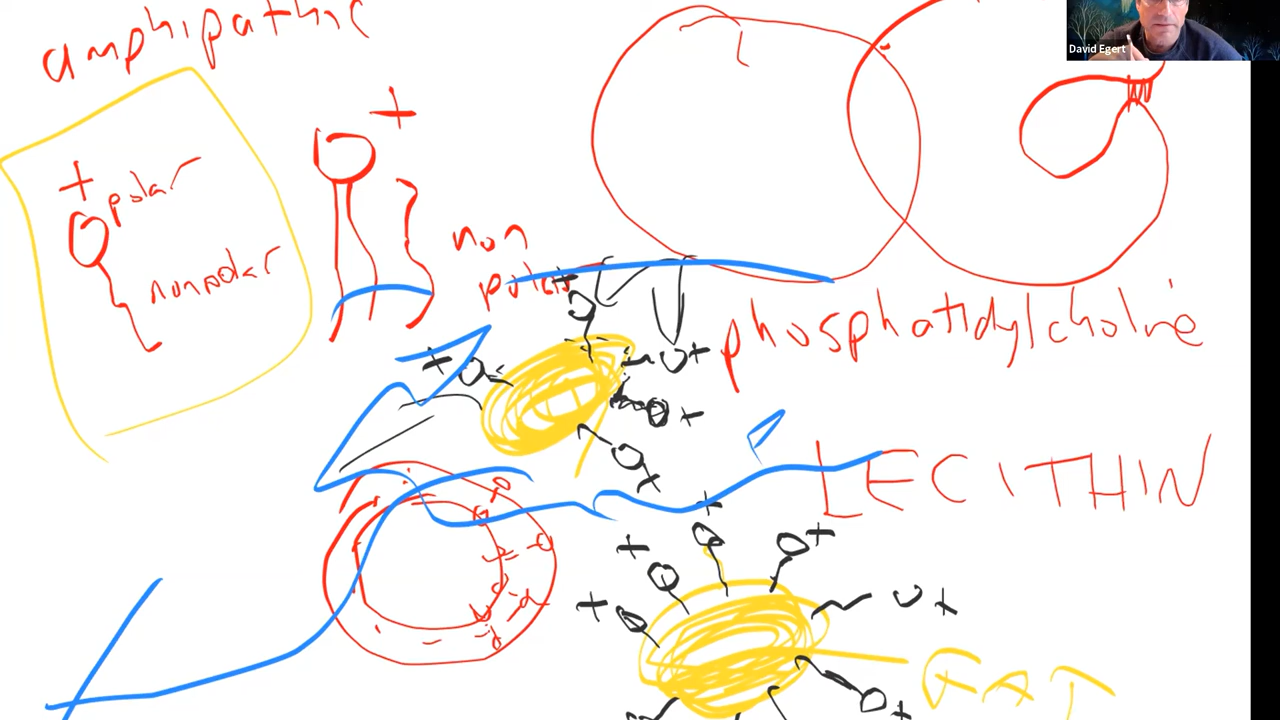 amphipathic
David Egert
+
polar
nonpolar
+
non
polar
phosphatidylcholine
+
+
+
+
LECITHIN
+
+
+
+
+
+
FAT
+